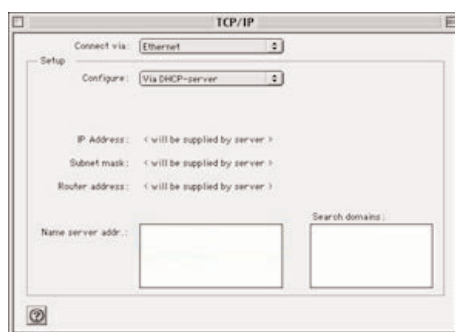 TCP/IP
Connect via: Ethernet
Setup
Configure: Via DHCP-server
IP Address: < will be supplied by server >
Subnet mask: < will be supplied by server >
Router address: < will be supplied by server >
Search domains:
Name server addr.:
?